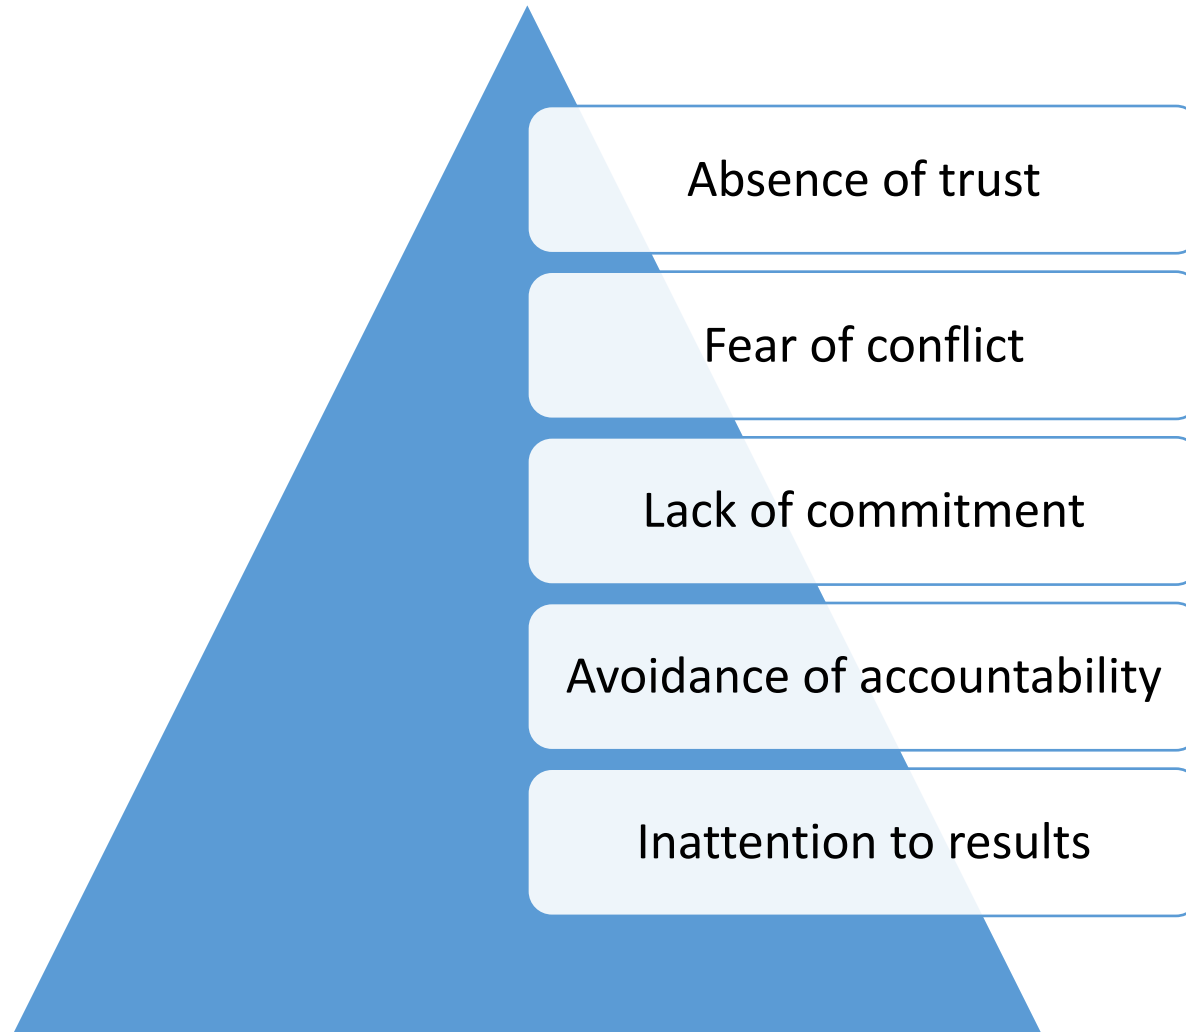 Absence of trust
Fear of conflict
Lack of commitment
Avoidance of accountability
Inattention to results